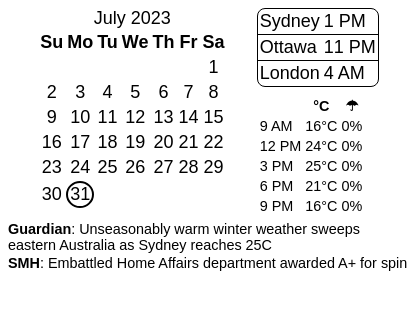 July 2023
Su Mo Tu We Th Fr Sa
1
2 3 4 5 6 7 8
9 10 11 12 13 14 15
16 17 18 19 20 21 22
23 24 25 26 27 28 29
30 31
Sydney 1 PM
Ottawa 11 PM
London 4 AM
°C ☂
9 AM 16°C 0%
12 PM 24°C 0%
3 PM 25°C 0%
6 PM 21°C 0%
9 PM 16°C 0%
Guardian: Unseasonably warm winter weather sweeps
eastern Australia as Sydney reaches 25C
SMH: Embattled Home Affairs department awarded A+ for spin